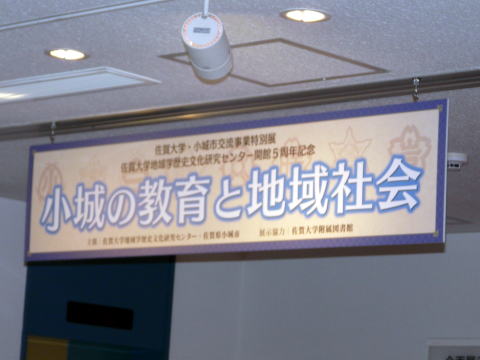 佐賀大学・小城市交流事業特別展
佐賀大学地域学歴史文化研究センター開館5周年記念
小城の教育と地域社会
主催|佐賀大学地域学歴史文化研究センター・佐賀県小城市 展示協力|佐賀大学附属図書館